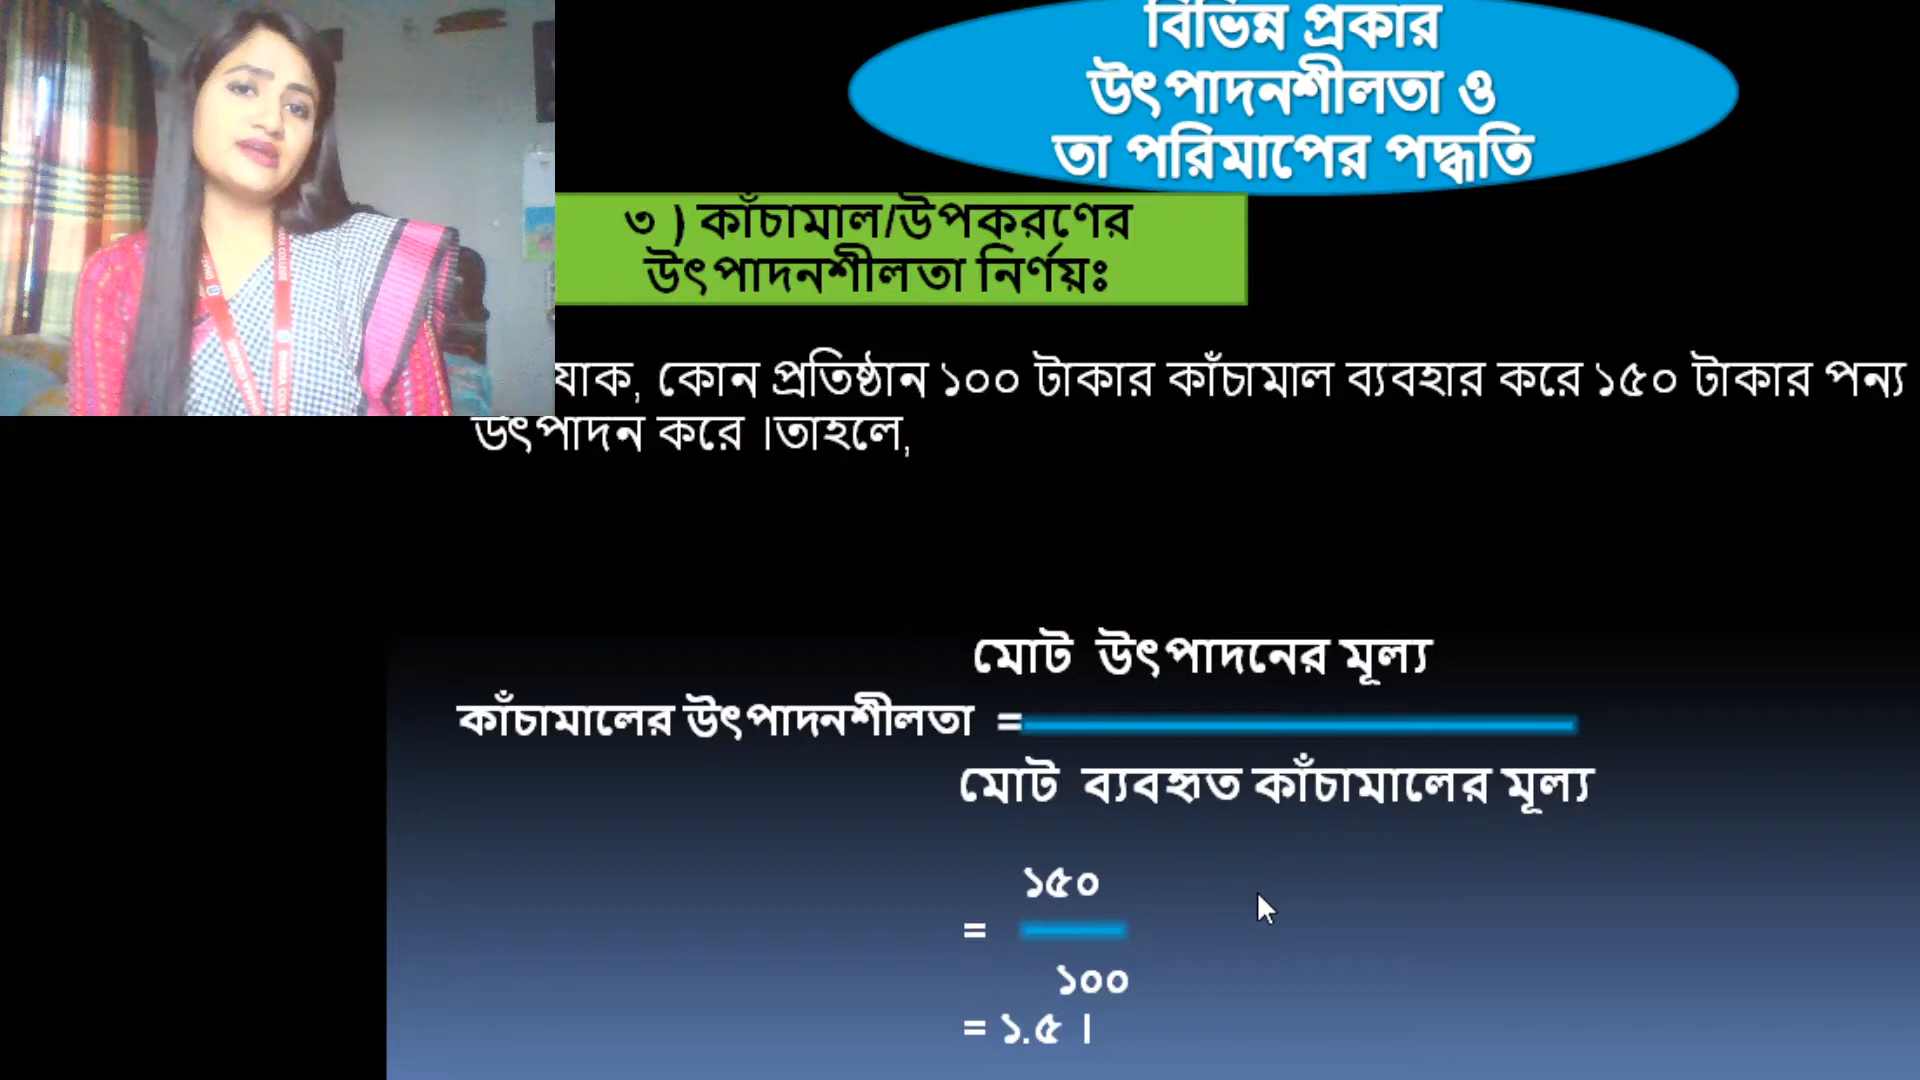 বিভিন্ন প্রকার
উৎপাদনশীলতা ও
তা পরিমাপের পদ্ধতি
৩ ) কাঁচামাল/উপকরণের
উৎপাদনশীলতা নির্ণয়ঃ
যাক, কোন প্রতিষ্ঠান ১০০ টাকার কাঁচামাল ব্যবহার করে ১৫০ টাকার পন্য
উৎপাদন করে ।তাহলে,
মোট উৎপাদনের মূল্য
কাঁচামালের উৎপাদনশীলতা =
মোট ব্যবহৃত কাঁচামালের মূল্য
১৫০
=
১০০
= ১.৫ ।